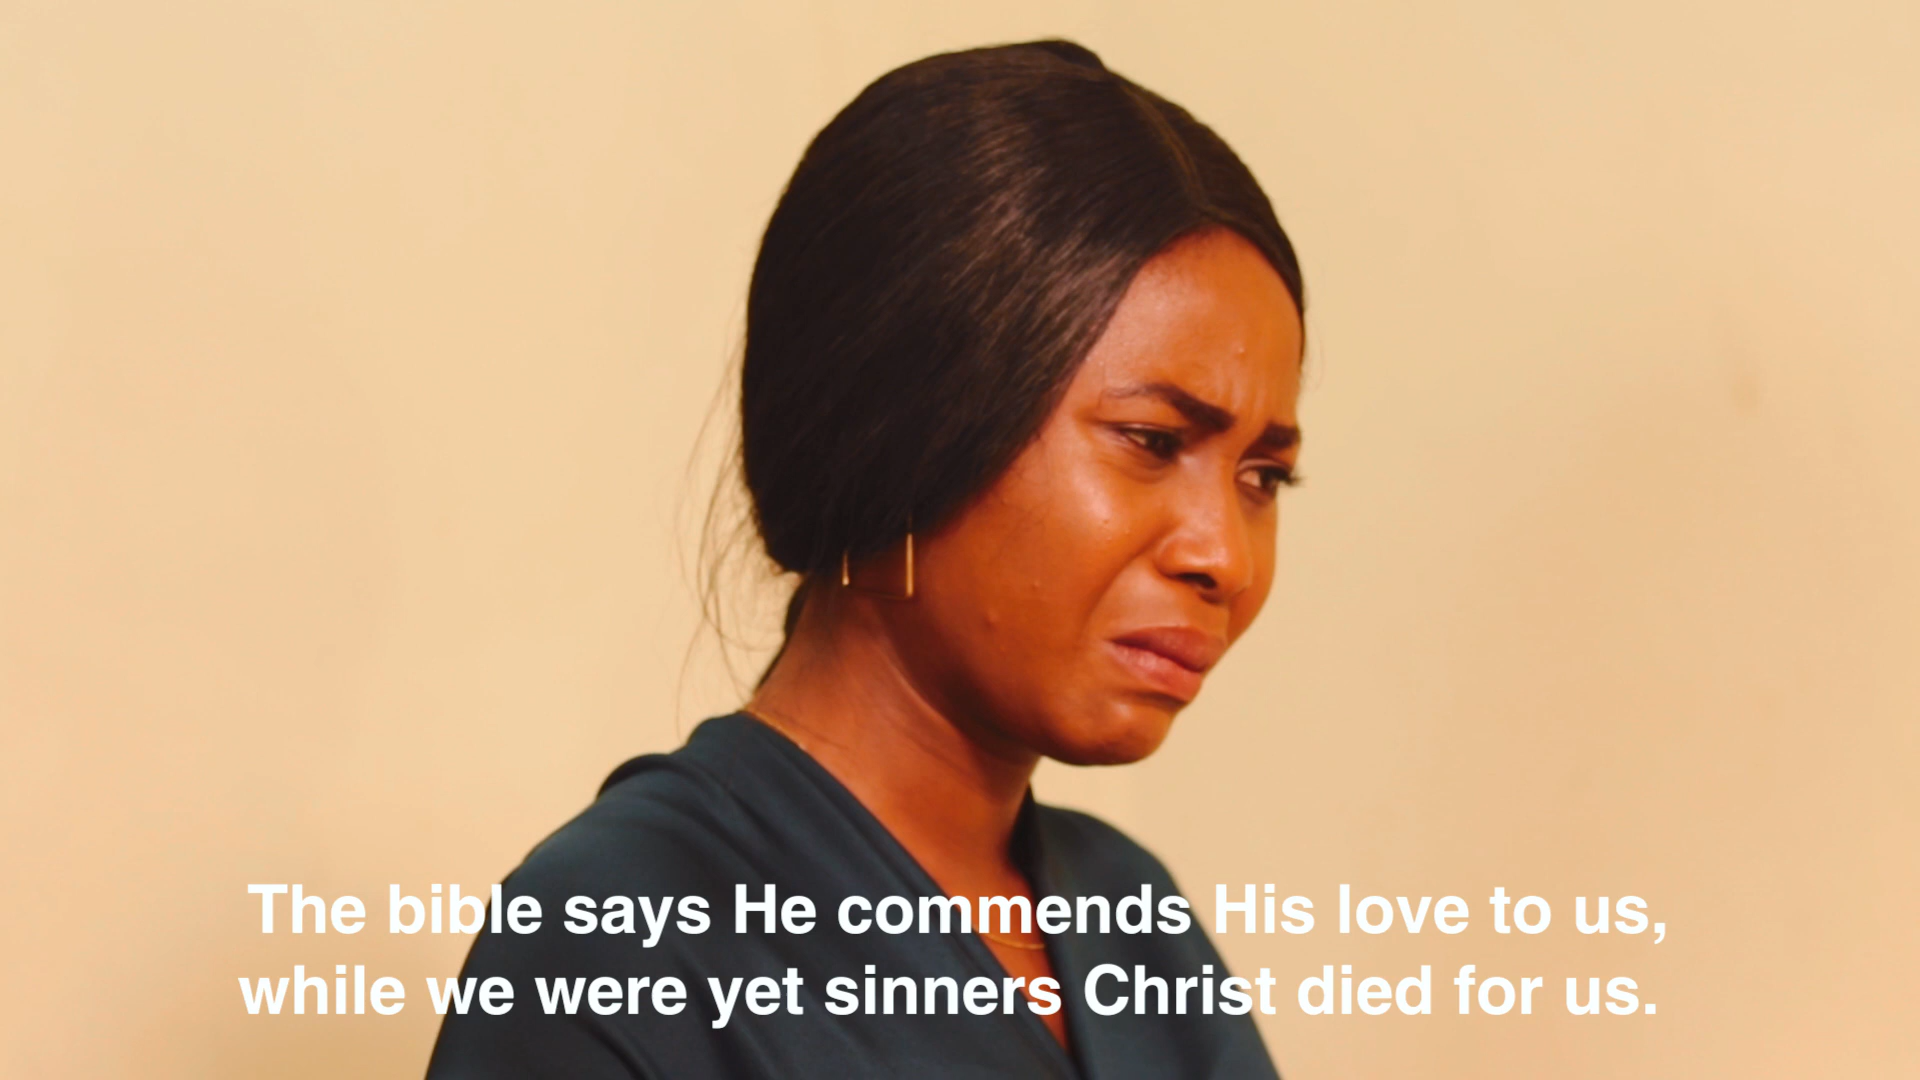 The bible says He commends His love to us,
while we were yet sinners Christ died for us.